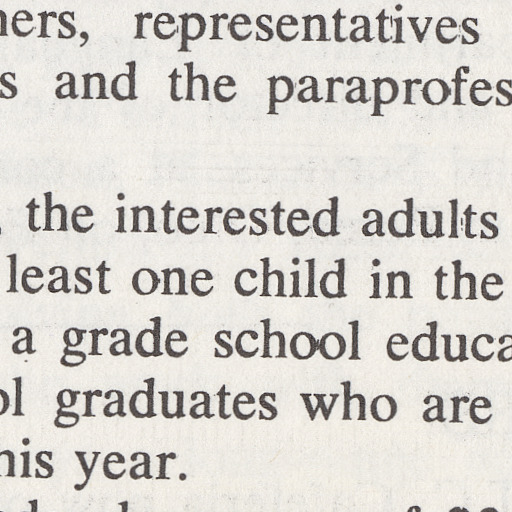 ners, representatives
s and the paraprofes
, the interested adults
least one child in the
a grade school educa
ol graduates who are
his year.